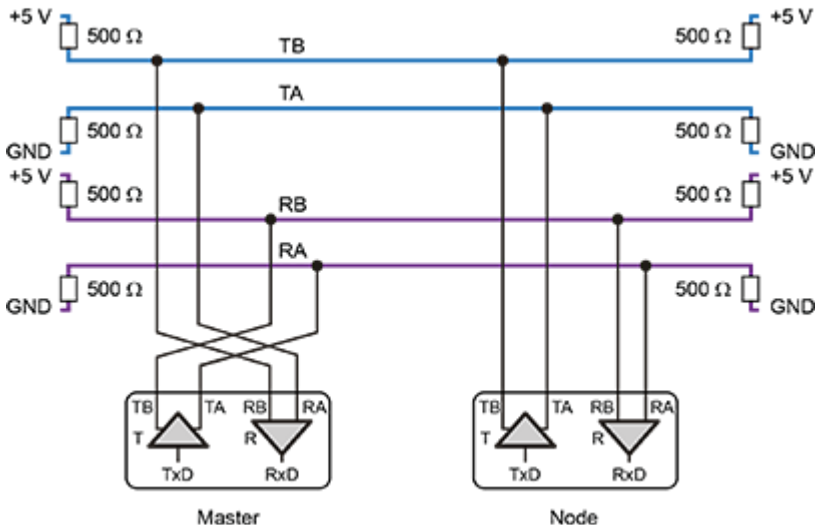 +5 V
500 Ω
TB
500 Ω
+5 V
TA
500 Ω
GND
500 Ω
GND
+5 V
500 Ω
RB
500 Ω
+5 V
RA
500 Ω
GND
500 Ω
GND
TB TA RB RA
T R
TxD RxD
Master
TB TA RB RA
T R
TxD RxD
Node